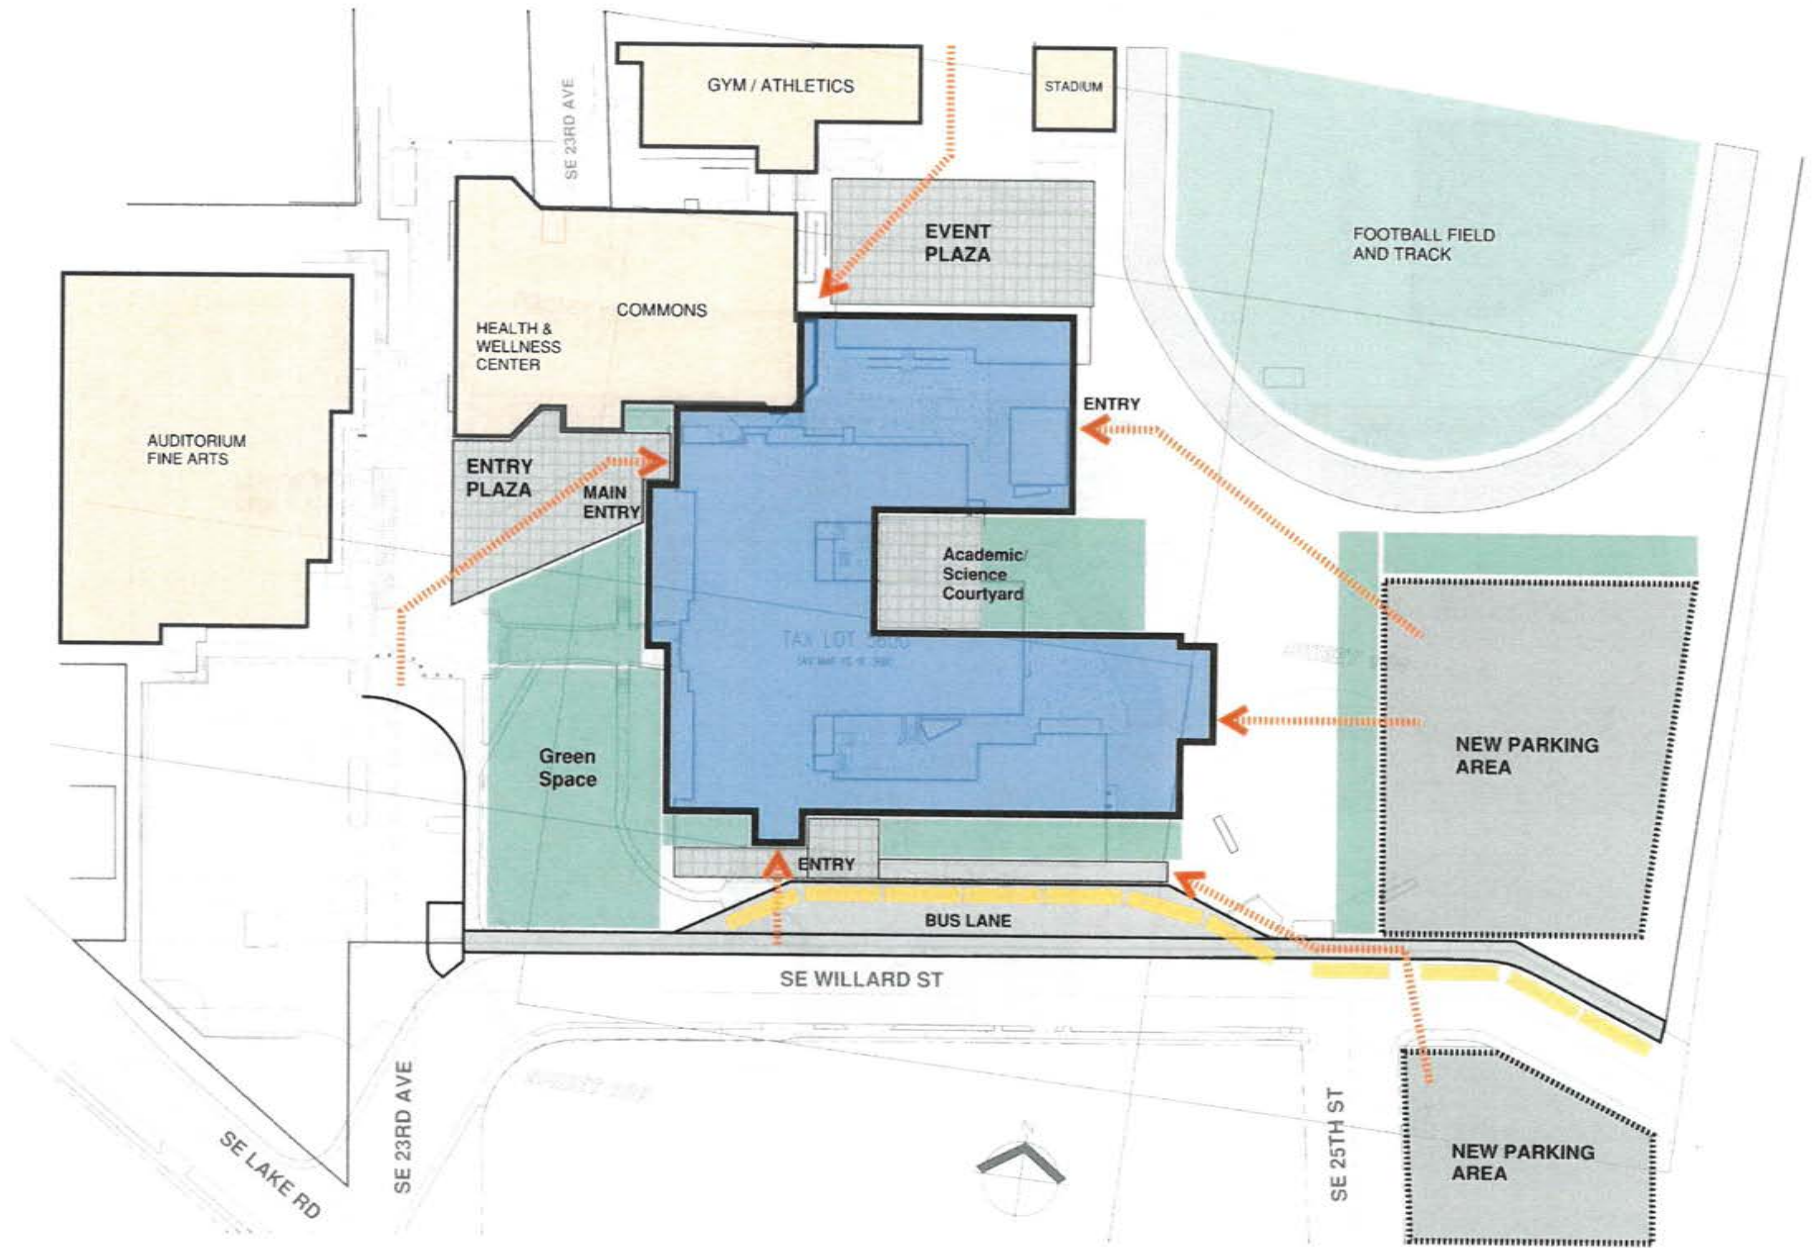 GYM / ATHLETICS
STADIUM
SE 23RD AVE
EVENT
PLAZA
FOOTBALL FIELD
AND TRACK
COMMONS
HEALTH &
WELLNESS
CENTER
ENTRY
AUDITORIUM
FINE ARTS
ENTRY
PLAZA
MAIN
ENTRY
Academic/
Science
Courtyard
TAX LOT
Green
Space
NEW PARKING
AREA
ENTRY
BUS LANE
SE WILLARD ST
SE 23RD AVE
SE LAKE RD
N
SE 25TH ST
NEW PARKING
AREA